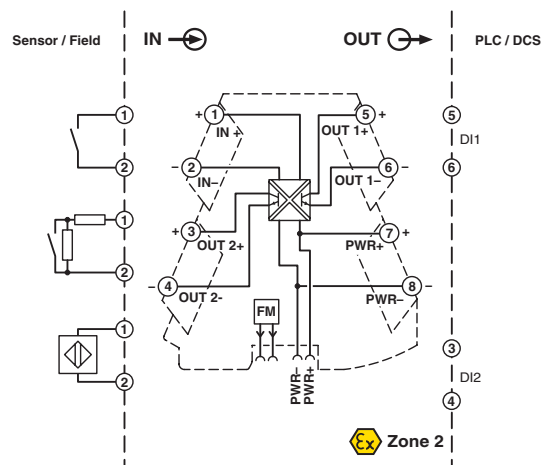 Sensor / Field
IN
OUT
PLC / DCS
1
+ 1
5 +
5
IN +
OUT 1+
DI1
2
– 2
6 –
6
IN–
OUT 1–
1
+ 3
7 +
OUT 2+
PWR+
2
– 4
8 –
OUT 2-
PWR–
FM
1
3
PWR–
PWR+
DI2
2
4
Ex Zone 2